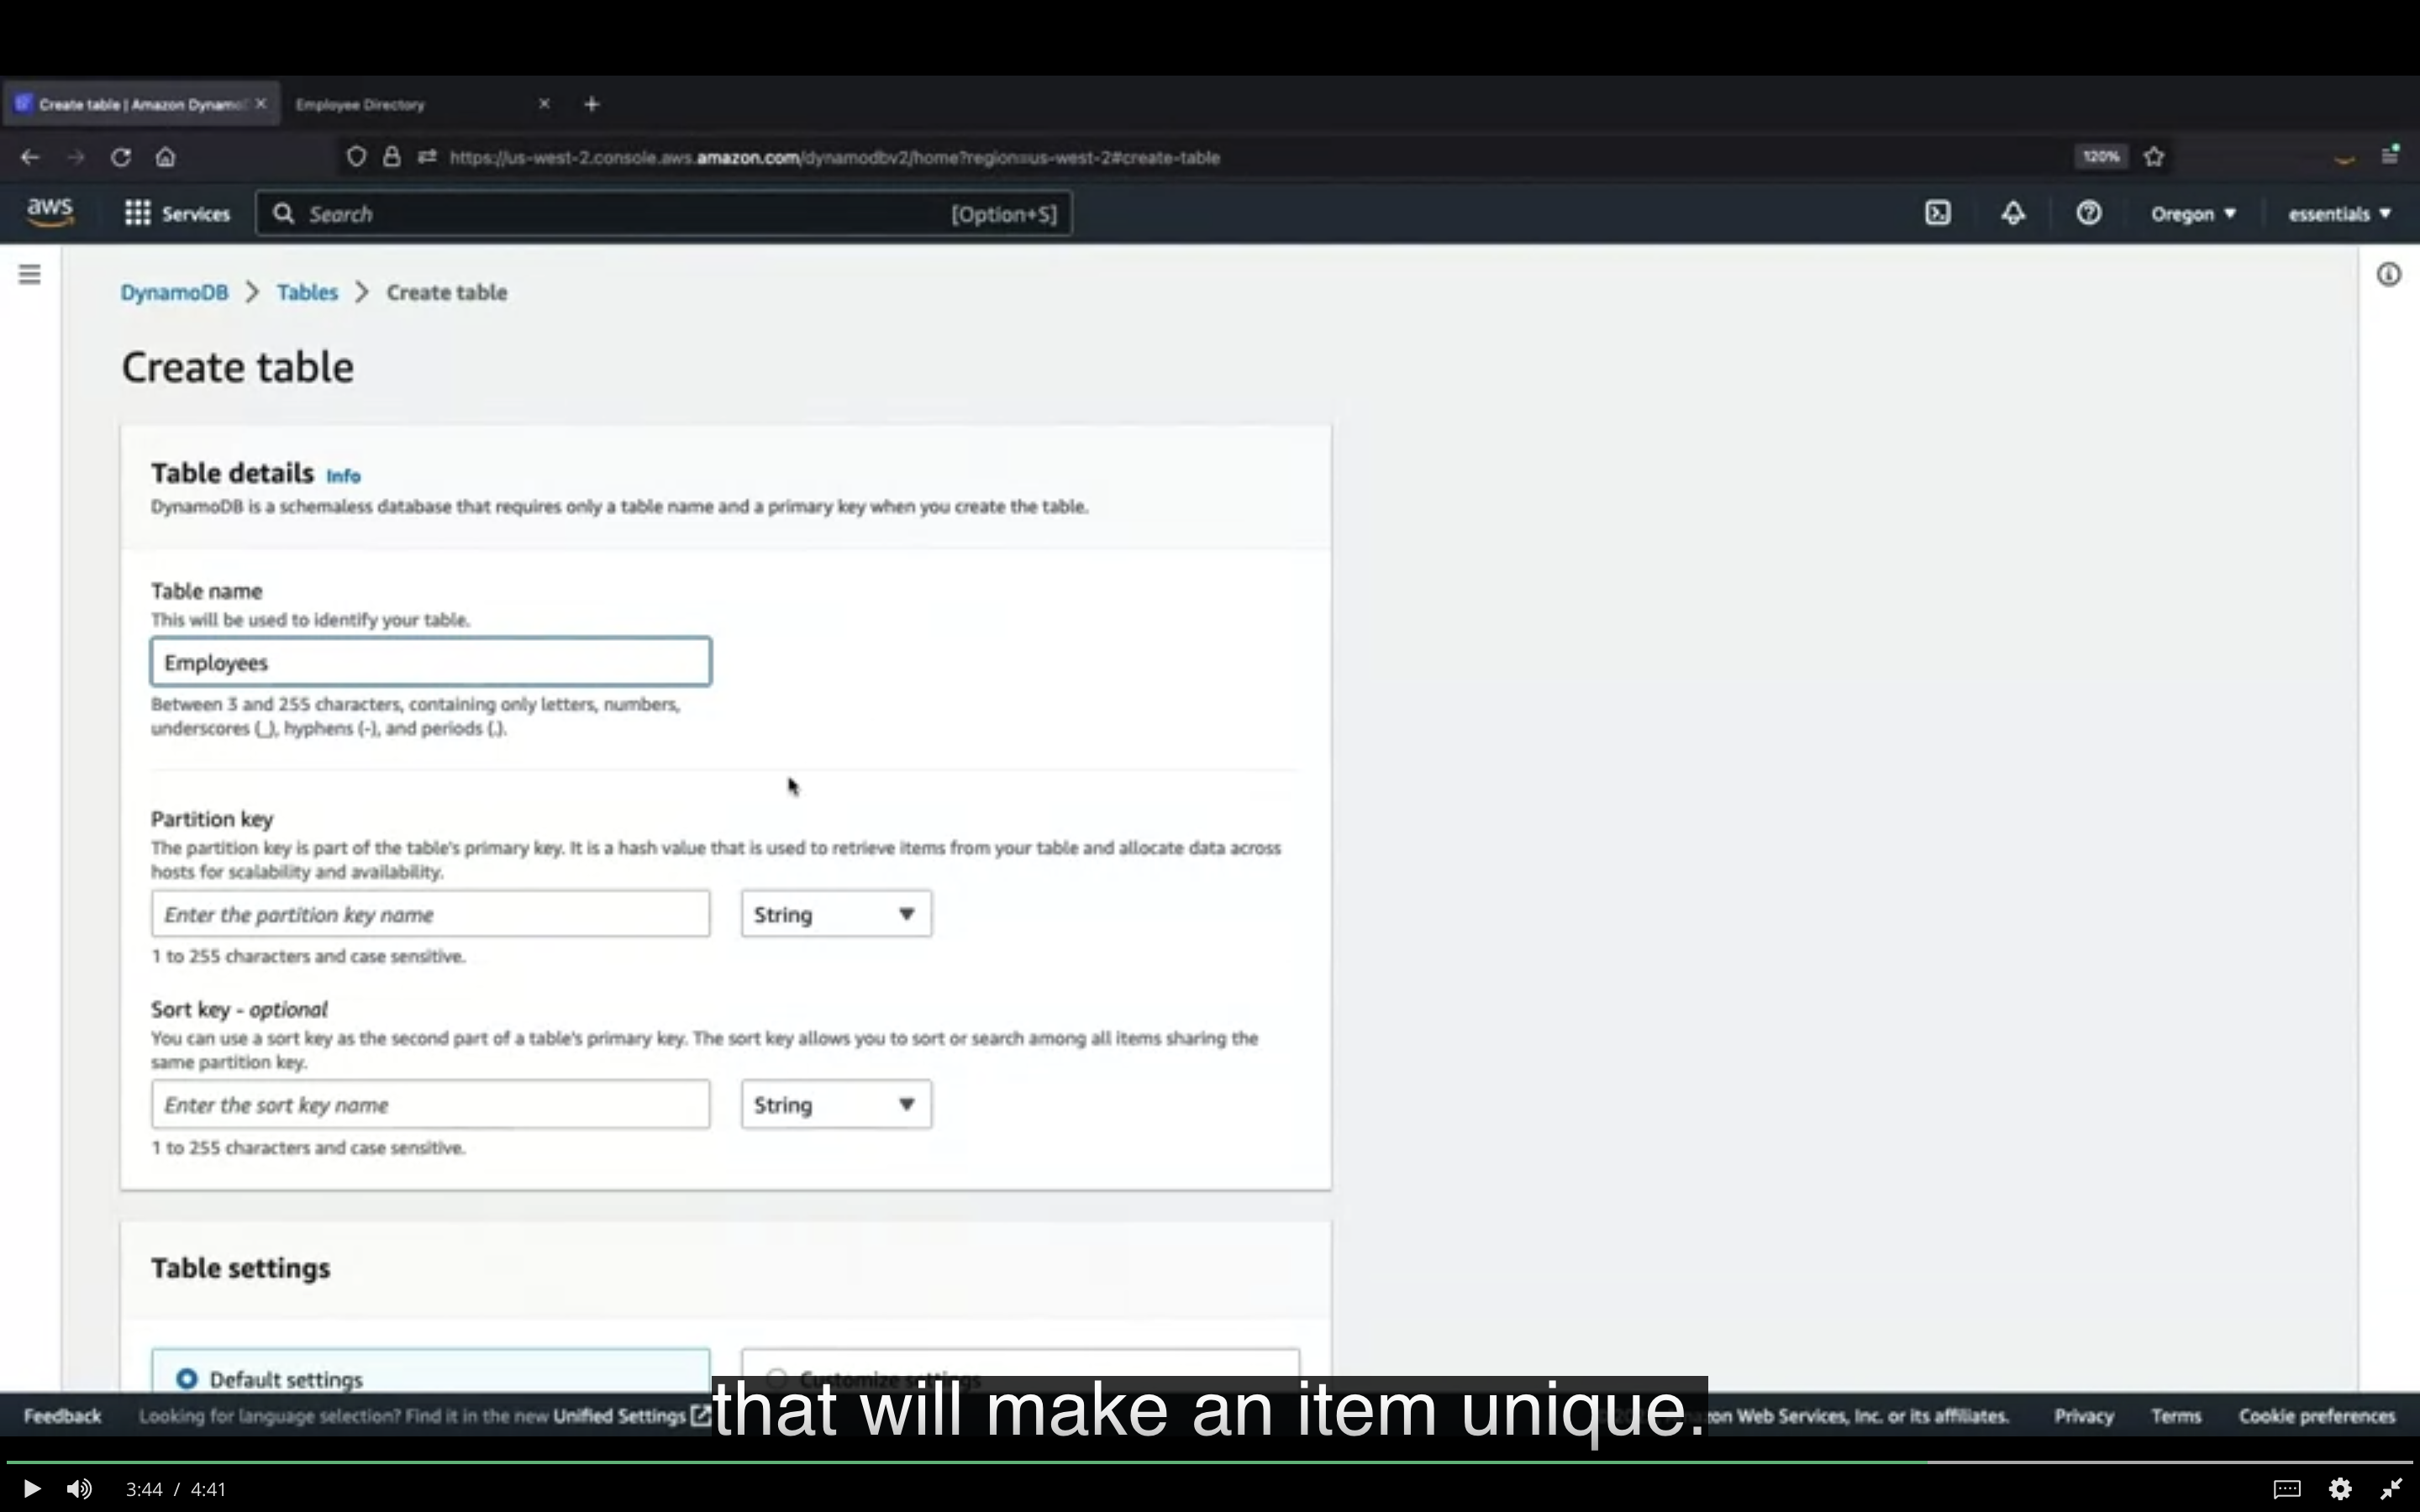 Create table | Amazon Dynamo
Employee Directory
https://us-west-2.console.aws.amazon.com/dynamodbv2/home?region=us-west-2#create-table
120%
aws
Services
Search
[Option+S]
Oregon
essentials
DynamoDB > Tables > Create table
Create table
Table details Info
DynamoDB is a schemaless database that requires only a table name and a primary key when you create the table.
Table name
This will be used to identify your table.
Employees
Between 3 and 255 characters, containing only letters, numbers,
underscores (_), hyphens (-), and periods (.).
Partition key
The partition key is part of the table's primary key. It is a hash value that is used to retrieve items from your table and allocate data across
hosts for scalability and availability.
Enter the partition key name
String
1 to 255 characters and case sensitive.
Sort key - optional
You can use a sort key as the second part of a table's primary key. The sort key allows you to sort or search among all items sharing the
same partition key.
Enter the sort key name
String
1 to 255 characters and case sensitive.
Table settings
Default settings
Customize settings
that will make an item unique.
Feedback
Looking for language selection? Find it in the new Unified Settings
Web Services, Inc. or its affiliates.
Privacy
Terms
Cookie preferences
3:44 / 4:41